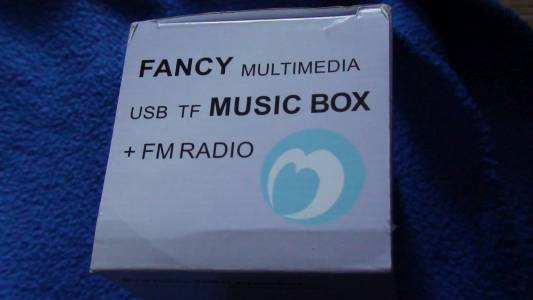 FANCY MULTIMEDIA
USB TF MUSIC BOX
+ FM RADIO